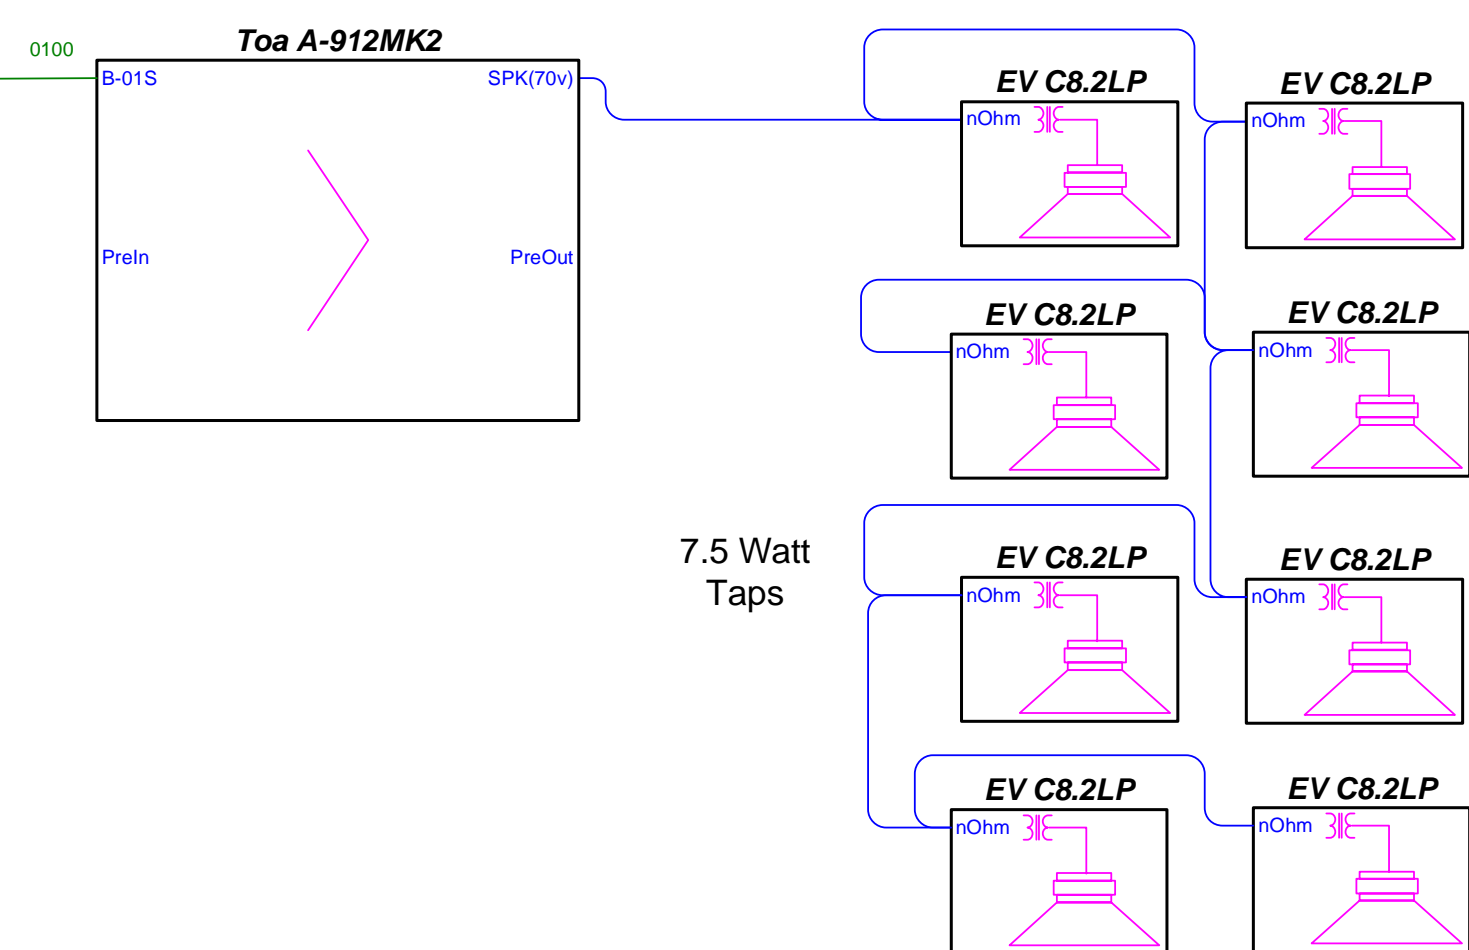 0100
Toa A-912MK2
B-01S
SPK(70v)
PreIn
PreOut
EV C8.2LP
nOhm
EV C8.2LP
nOhm
EV C8.2LP
nOhm
EV C8.2LP
nOhm
7.5 Watt
Taps
EV C8.2LP
nOhm
EV C8.2LP
nOhm
EV C8.2LP
nOhm
EV C8.2LP
nOhm